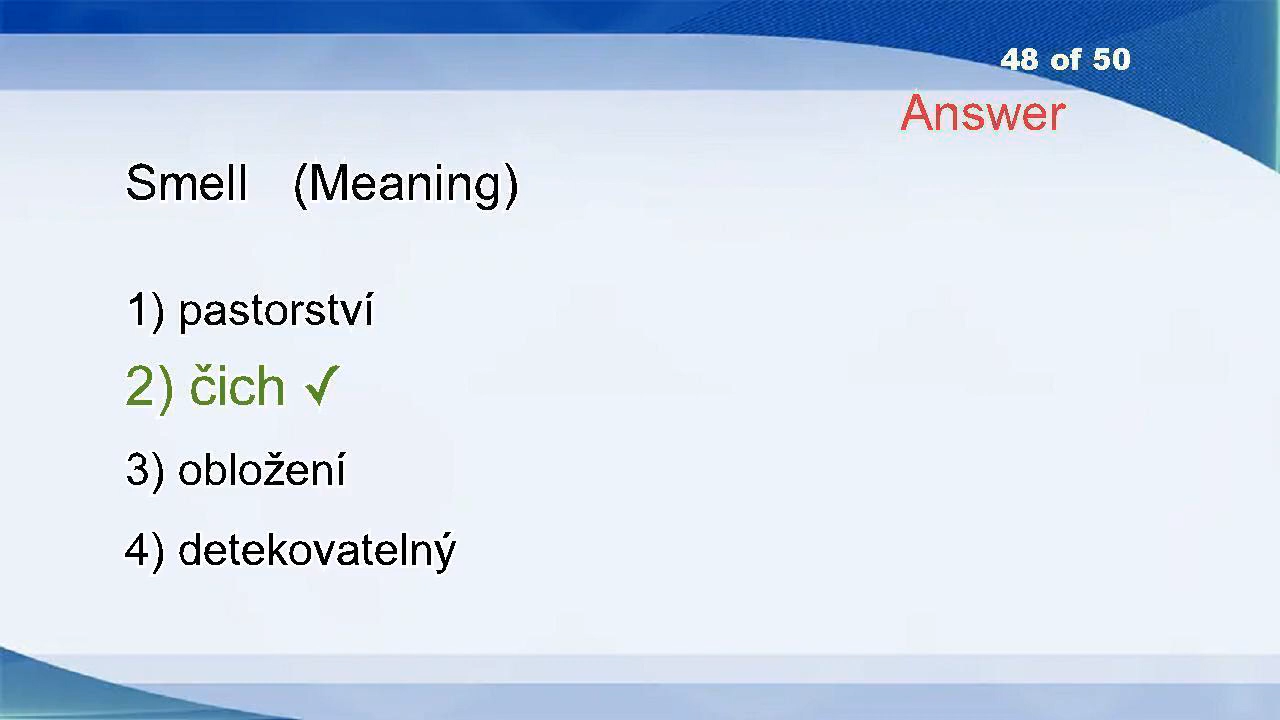 48 of 50
Answer
Smell (Meaning)
1) pastorství
2) čich ✓
3) obložení
4) detekovatelný